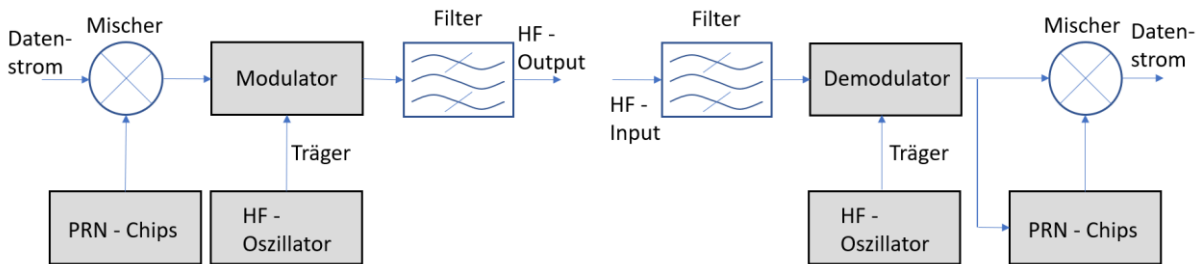 Daten-
strom
Mischer
Modulator
Filter
HF -
Output
Träger
PRN - Chips
HF -
Oszillator
HF -
Input
Filter
Demodulator
Mischer
Daten-
strom
Träger
HF -
Oszillator
PRN - Chips